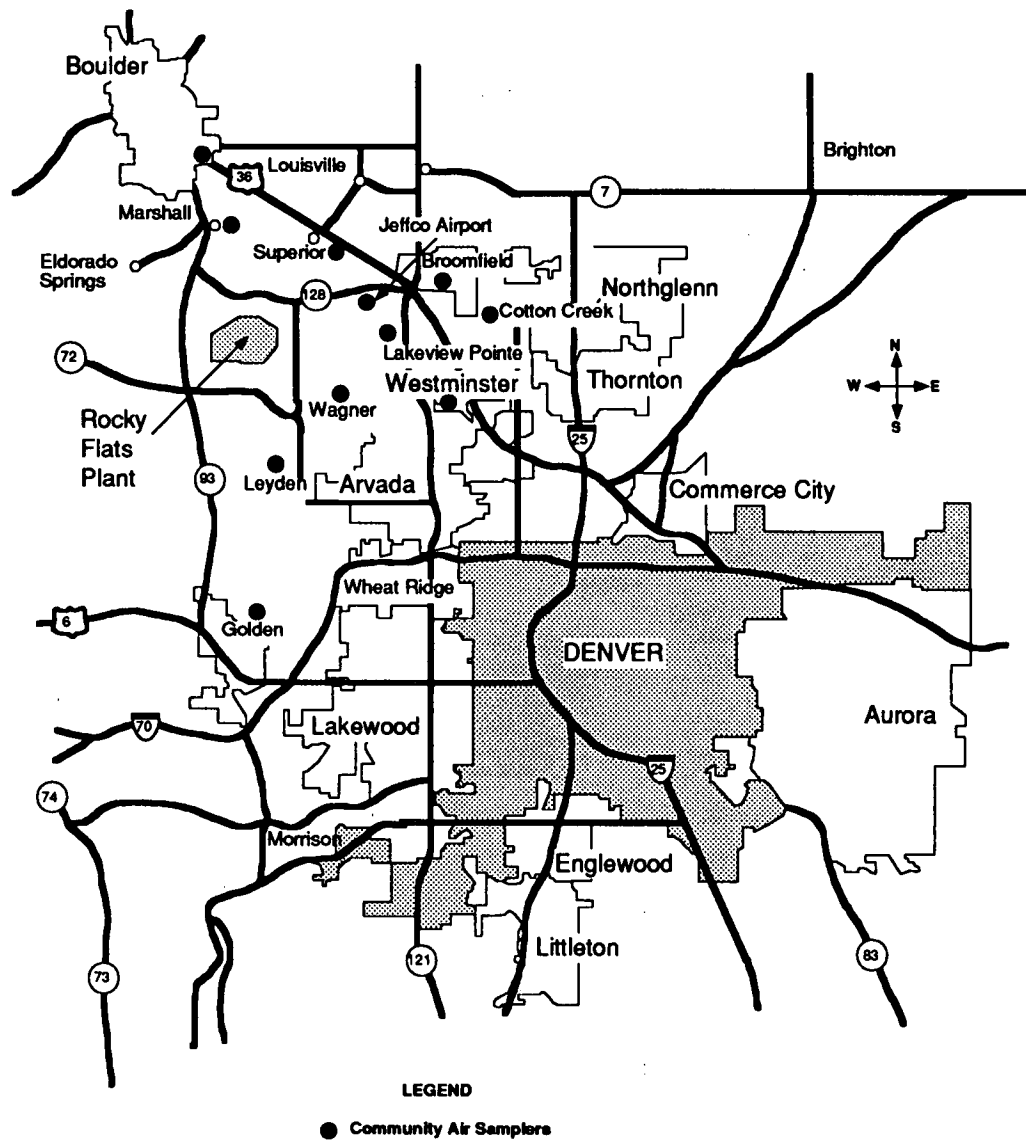 Boulder
Brighton
Louisville
36
7
Marshall
Jeffco Airport
Superior
Broomfield
Eldorado
Springs
128
Northglenn
Cotton Creek
72
Lakeview Pointe
N
W E
S
Westminster
Thornton
Wagner
Rocky
Flats
Plant
25
93
Leyden
Arvada
Commerce City
Wheat Ridge
6
Golden
DENVER
70
Lakewood
Aurora
25
74
Morrison
Englewood
Littleton
121
83
73
LEGEND
Community Air Samplers